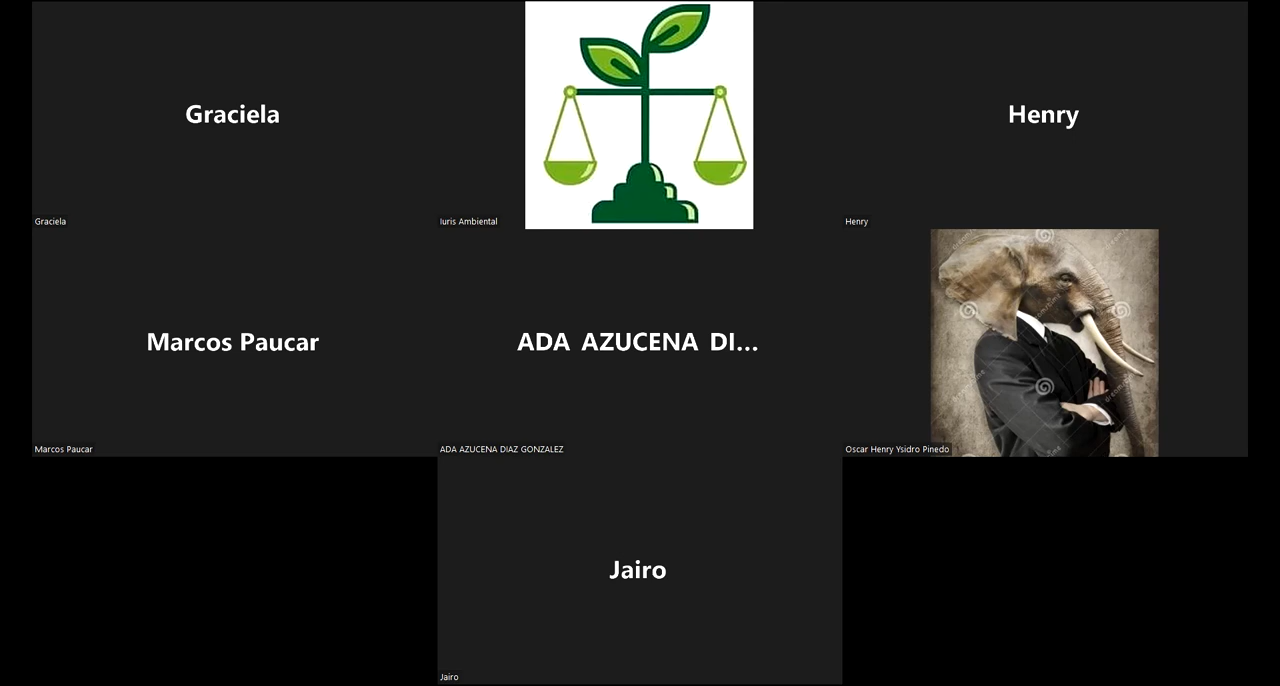 Graciela
Graciela
Iuris Ambiental
Henry
Henry
Marcos Paucar
Marcos Paucar
ADA AZUCENA DI...
ADA AZUCENA DIAZ GONZALEZ
Oscar Henry Ysidro Pinedo
Jairo
Jairo